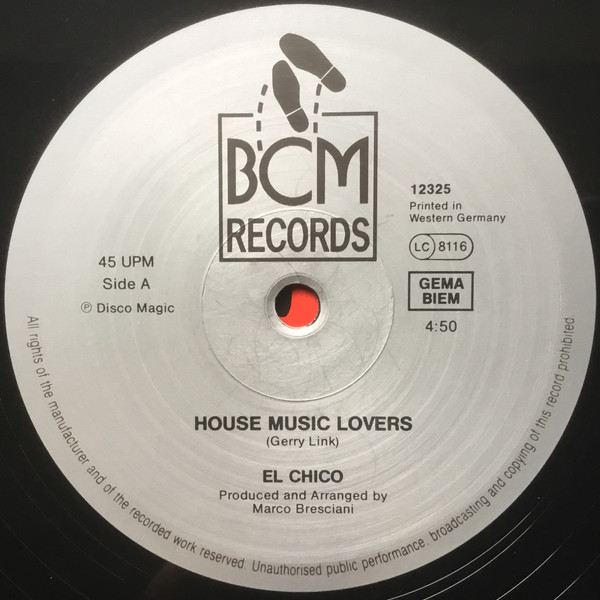 BCM
RECORDS
12325
Printed in
Western Germany
LC 8116
GEMA
BIEM
4:50
45 UPM
Side A
Ⓟ Disco Magic
HOUSE MUSIC LOVERS
(Gerry Link)
EL CHICO
Produced and Arranged by
Marco Bresciani
All rights of the manufacturer and of the recorded work reserved. Unauthorised public performance, broadcasting and copying of this record prohibited.